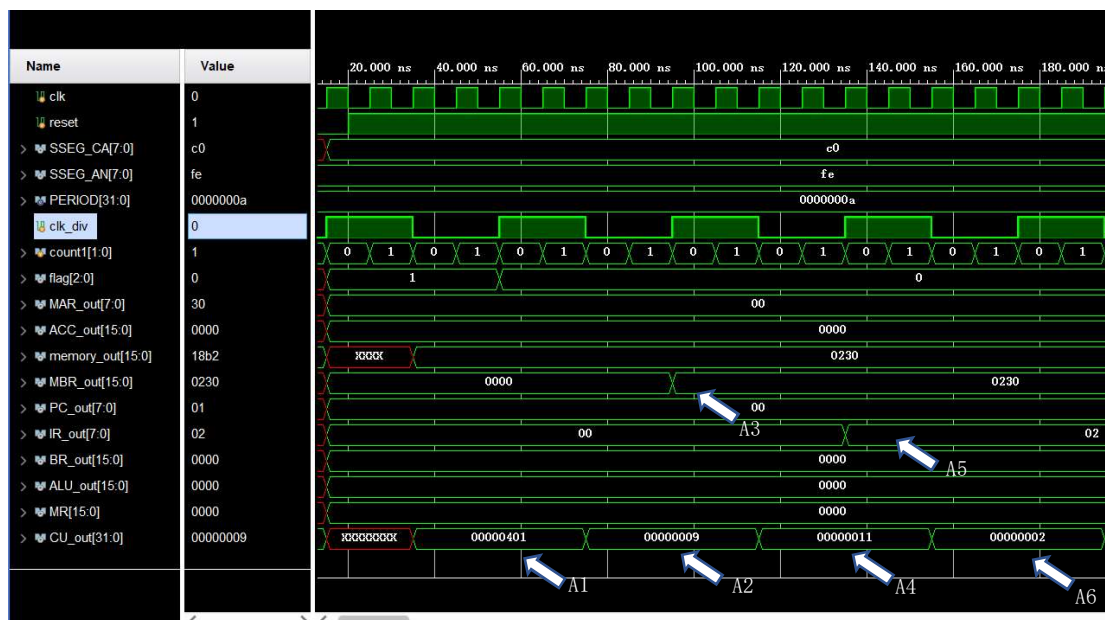 Name Value
20.000 ns 40.000 ns 60.000 ns 80.000 ns 100.000 ns 120.000 ns 140.000 ns 160.000 ns 180.000 n
clk 0
reset 1
SSEG_CA[7:0] c0 c0
SSEG_AN[7:0] fe fe
PERIOD[31:0] 0000000a 0000000a
clk_div 0
count1[1:0] 1 0 1 0 1 0 1 0 1 0 1 0 1 0 1 0 1 0 1
flag[2:0] 0 1 0
MAR_out[7:0] 30 00
ACC_out[15:0] 0000 0000
memory_out[15:0] 18b2 XXXX 0230
MBR_out[15:0] 0230 0000 0230
PC_out[7:0] 01 00
A3
IR_out[7:0] 02 00 02
BR_out[15:0] 0000 0000
A5
ALU_out[15:0] 0000 0000
MR[15:0] 0000 0000
CU_out[31:0] 00000009 XXXXXXXX 00000401 00000009 00000011 00000002
A1 A2 A4 A6